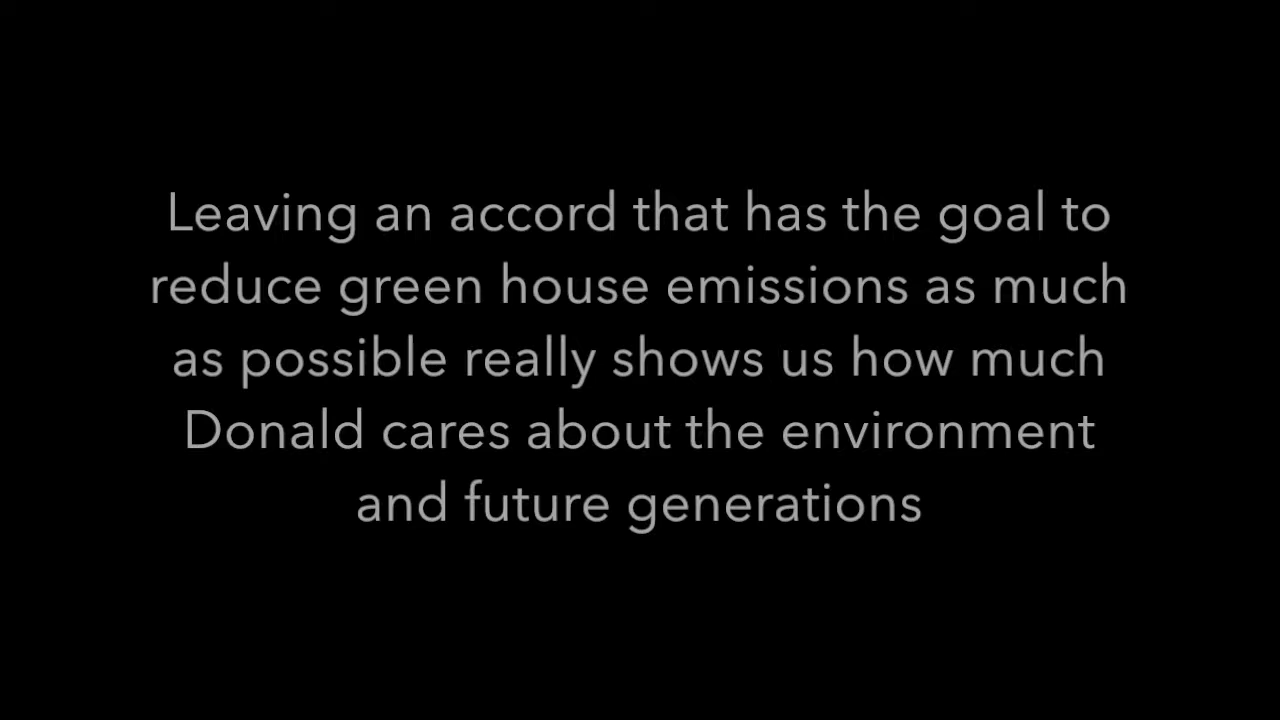 Leaving an accord that has the goal to
reduce green house emissions as much
as possible really shows us how much
Donald cares about the environment
and future generations